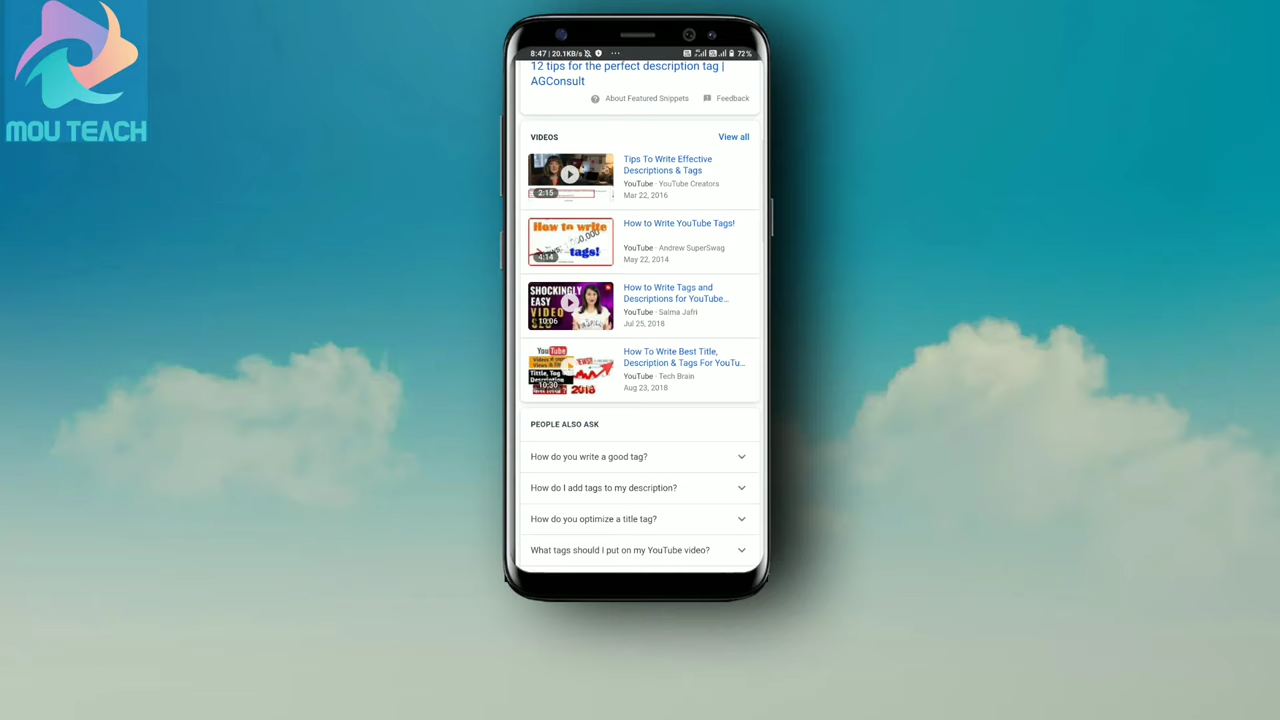 MOU TEACH
8:47 | 20.1KB/s ... 72%
12 tips for the perfect description tag |
AGConsult
About Featured Snippets Feedback
VIDEOS View all
Tips To Write Effective
Descriptions & Tags
YouTube · YouTube Creators
Mar 22, 2016
2:15
How to Write YouTube Tags!
YouTube · Andrew SuperSwag
May 22, 2014
How to write
tags!
4:14
How to Write Tags and
Descriptions for YouTube...
YouTube · Salma Jafri
Jul 25, 2018
SHOCKINGLY
EASY
VIDEO
10:06
How To Write Best Title,
Description & Tags For YouTu...
YouTube · Tech Brain
Aug 23, 2018
YouTube
Tittle, Tag
Description
10:30
2018
PEOPLE ALSO ASK
How do you write a good tag?
How do I add tags to my description?
How do you optimize a title tag?
What tags should I put on my YouTube video?